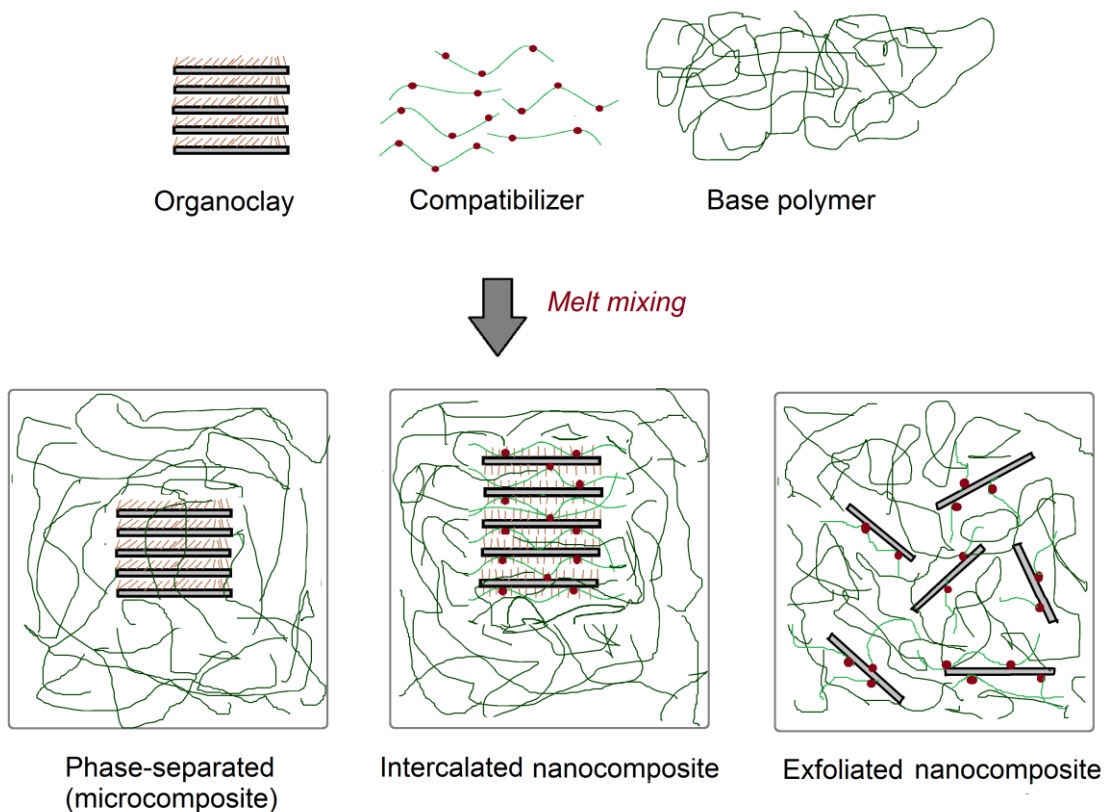 Organoclay
Compatibilizer
Base polymer
Melt mixing
Phase-separated
(microcomposite)
Intercalated nanocomposite
Exfoliated nanocomposite